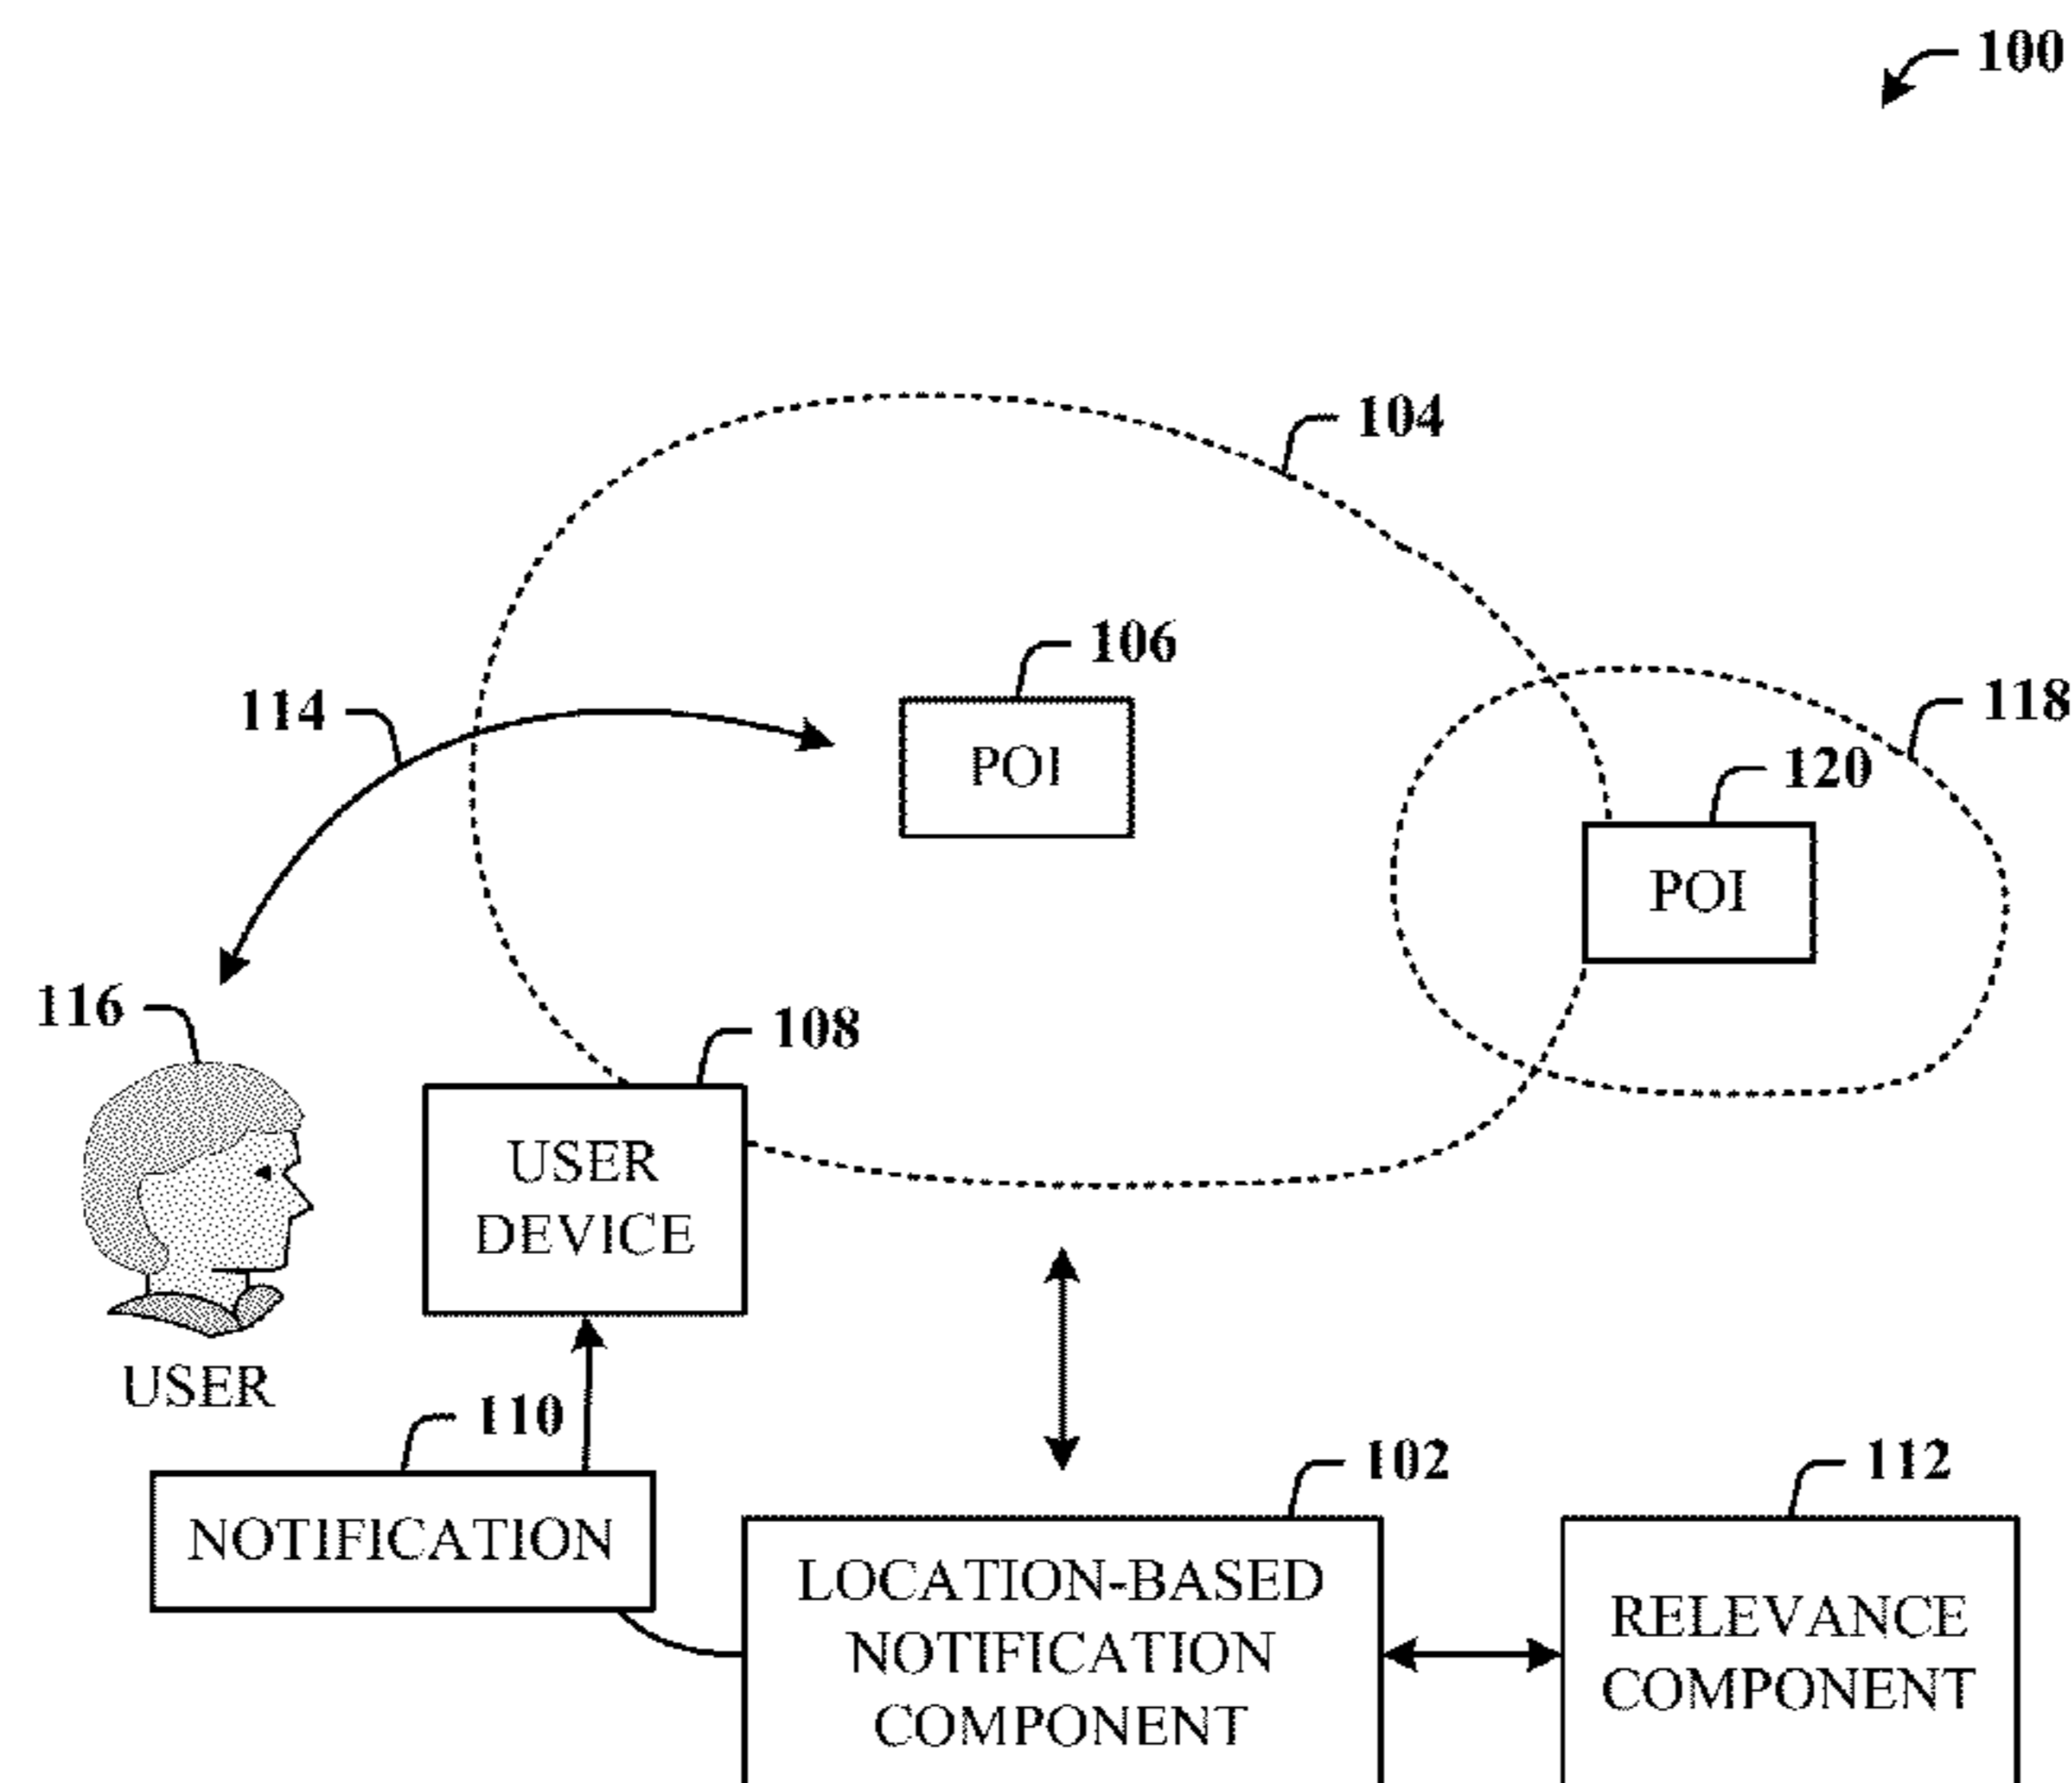 100
104
106
118
114
POI
120
POI
116
108
USER
DEVICE
USER
110
102
112
NOTIFICATION
LOCATION-BASED
NOTIFICATION
COMPONENT
RELEVANCE
COMPONENT